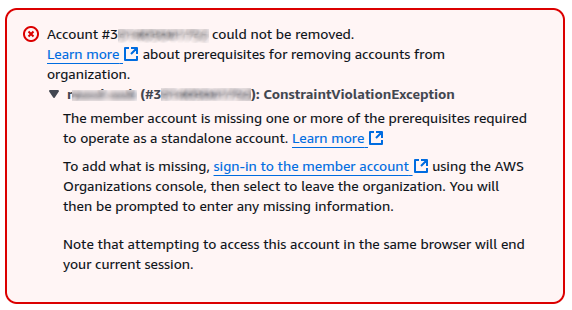 Account #3 could not be removed.
Learn more about prerequisites for removing accounts from
organization.
(#3 ): ConstraintViolationException
The member account is missing one or more of the prerequisites required
to operate as a standalone account. Learn more
To add what is missing, sign-in to the member account using the AWS
Organizations console, then select to leave the organization. You will
then be prompted to enter any missing information.
Note that attempting to access this account in the same browser will end
your current session.